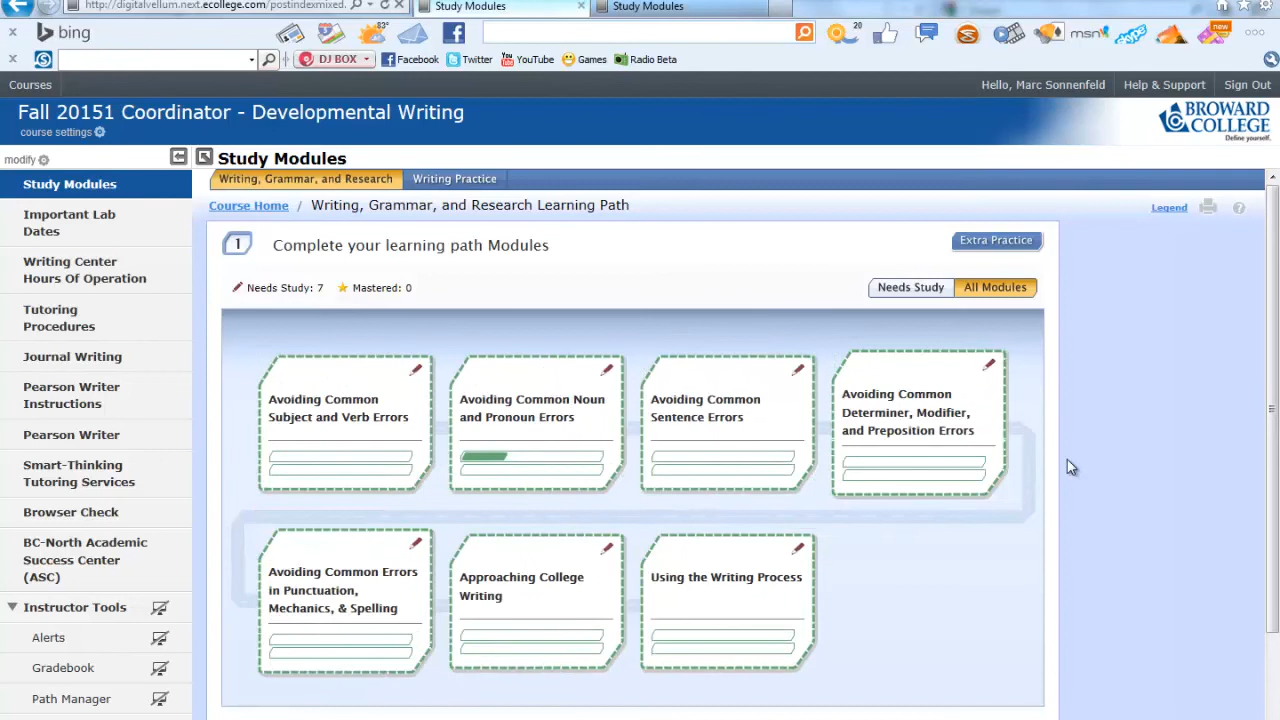 http://digitalvellum.next.ecollege.com/postindexmixed.
Study Modules
Study Modules
bing
83°
20
msn
skype
new
DJ BOX
Facebook
Twitter
YouTube
Games
Radio Beta
Courses
Hello, Marc Sonnenfeld
Help & Support
Sign Out
Fall 20151 Coordinator - Developmental Writing
course settings
BROWARD
COLLEGE
Define yourself.
modify
Study Modules
Important Lab
Dates
Writing Center
Hours Of Operation
Tutoring
Procedures
Journal Writing
Pearson Writer
Instructions
Pearson Writer
Smart-Thinking
Tutoring Services
Browser Check
BC-North Academic
Success Center
(ASC)
Instructor Tools
Alerts
Gradebook
Path Manager
Study Modules
Writing, Grammar, and Research
Writing Practice
Course Home / Writing, Grammar, and Research Learning Path
Legend
1
Complete your learning path Modules
Extra Practice
Needs Study: 7
Mastered: 0
Needs Study
All Modules
Avoiding Common
Subject and Verb Errors
Avoiding Common Noun
and Pronoun Errors
Avoiding Common
Sentence Errors
Avoiding Common
Determiner, Modifier,
and Preposition Errors
Avoiding Common Errors
in Punctuation,
Mechanics, & Spelling
Approaching College
Writing
Using the Writing Process